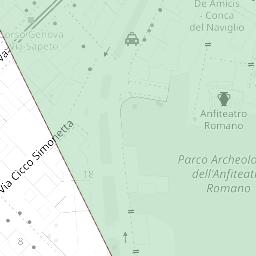 De Amicis
- Conca
del Naviglio
Corso Genova
Via Sapeto
Via Cicco Simonetta
Anfiteatro
Romano
Parco Archeolo
dell'Anfiteatr
Romano
18
8